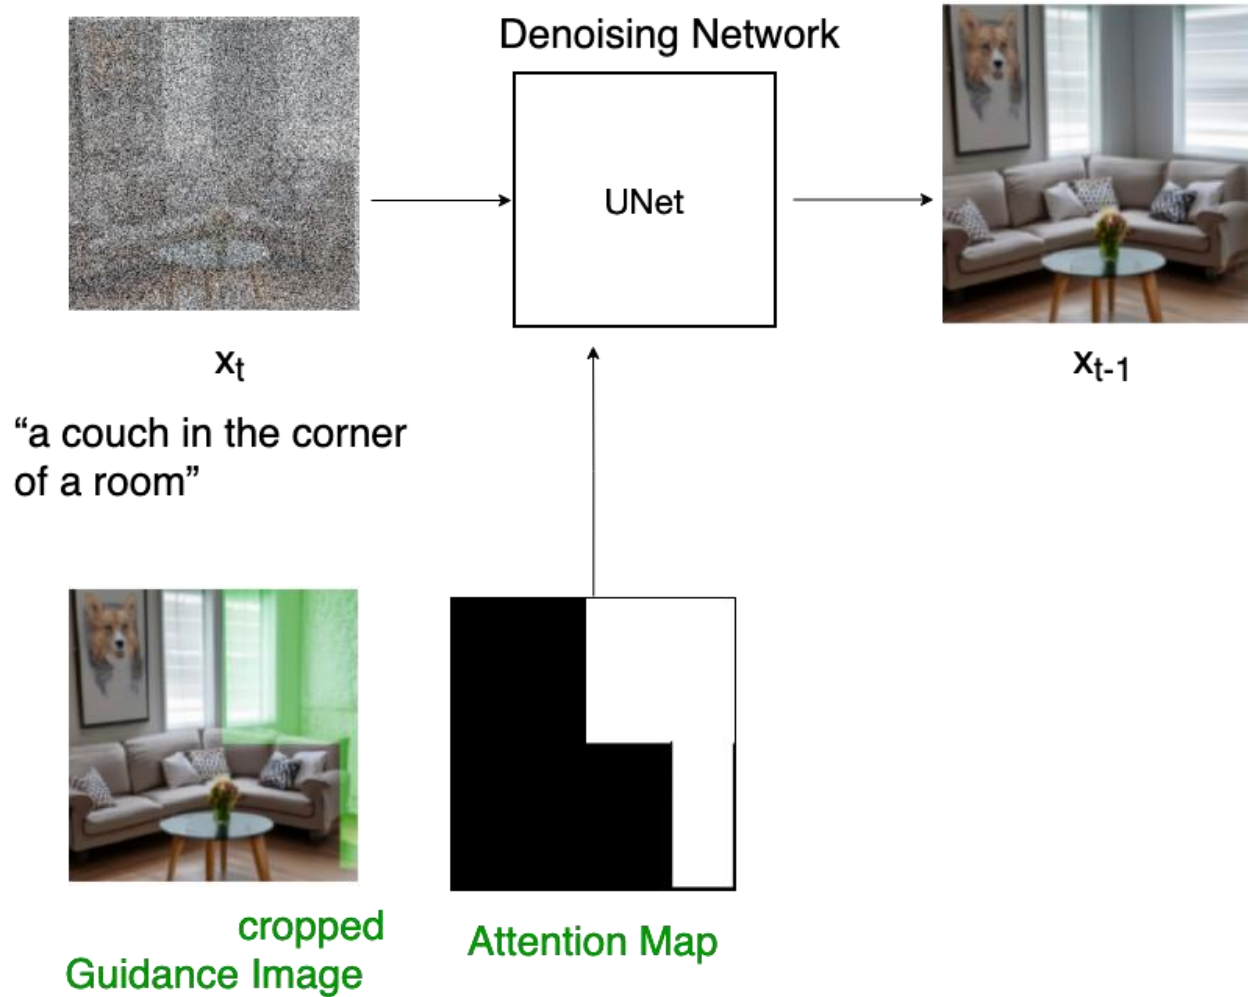 Denoising Network
UNet
xt
xt-1
“a couch in the corner
of a room”
cropped
Guidance Image
Attention Map